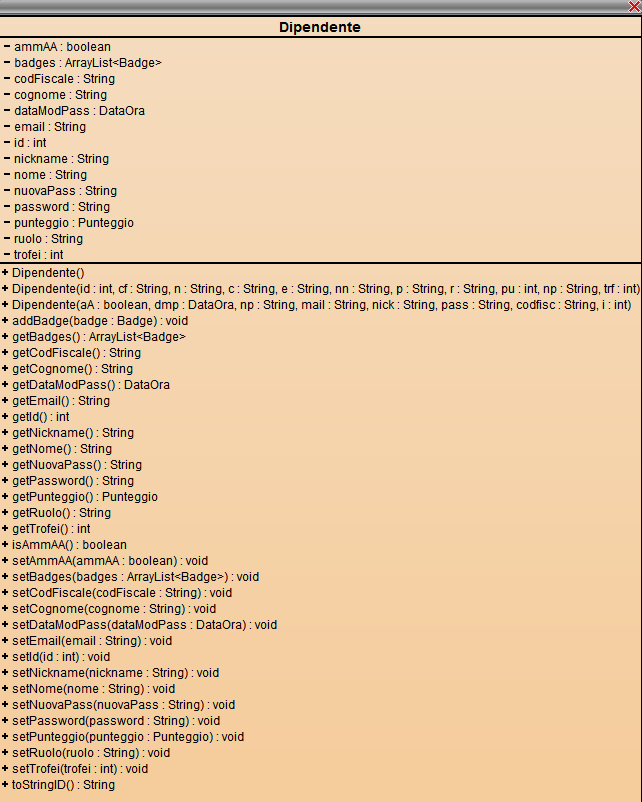 Dipendente
- ammAA : boolean
- badges : ArrayList<Badge>
- codFiscale : String
- cognome : String
- dataModPass : DataOra
- email : String
- id : int
- nickname : String
- nome : String
- nuovaPass : String
- password : String
- punteggio : Punteggio
- ruolo : String
- trofei : int
+ Dipendente()
+ Dipendente(id : int, cf : String, n : String, c : String, e : String, nn : String, p : String, r : String, pu : int, np : String, trf : int)
+ Dipendente(aA : boolean, dmp : DataOra, np : String, mail : String, nick : String, pass : String, codfisc : String, i : int)
+ addBadge(badge : Badge) : void
+ getBadges() : ArrayList<Badge>
+ getCodFiscale() : String
+ getCognome() : String
+ getDataModPass() : DataOra
+ getEmail() : String
+ getId() : int
+ getNickname() : String
+ getNome() : String
+ getNuovaPass() : String
+ getPassword() : String
+ getPunteggio() : Punteggio
+ getRuolo() : String
+ getTrofei() : int
+ isAmmAA() : boolean
+ setAmmAA(ammAA : boolean) : void
+ setBadges(badges : ArrayList<Badge>) : void
+ setCodFiscale(codFiscale : String) : void
+ setCognome(cognome : String) : void
+ setDataModPass(dataModPass : DataOra) : void
+ setEmail(email : String) : void
+ setId(id : int) : void
+ setNickname(nickname : String) : void
+ setNome(nome : String) : void
+ setNuovaPass(nuovaPass : String) : void
+ setPassword(password : String) : void
+ setPunteggio(punteggio : Punteggio) : void
+ setRuolo(ruolo : String) : void
+ setTrofei(trofei : int) : void
+ toStringID() : String